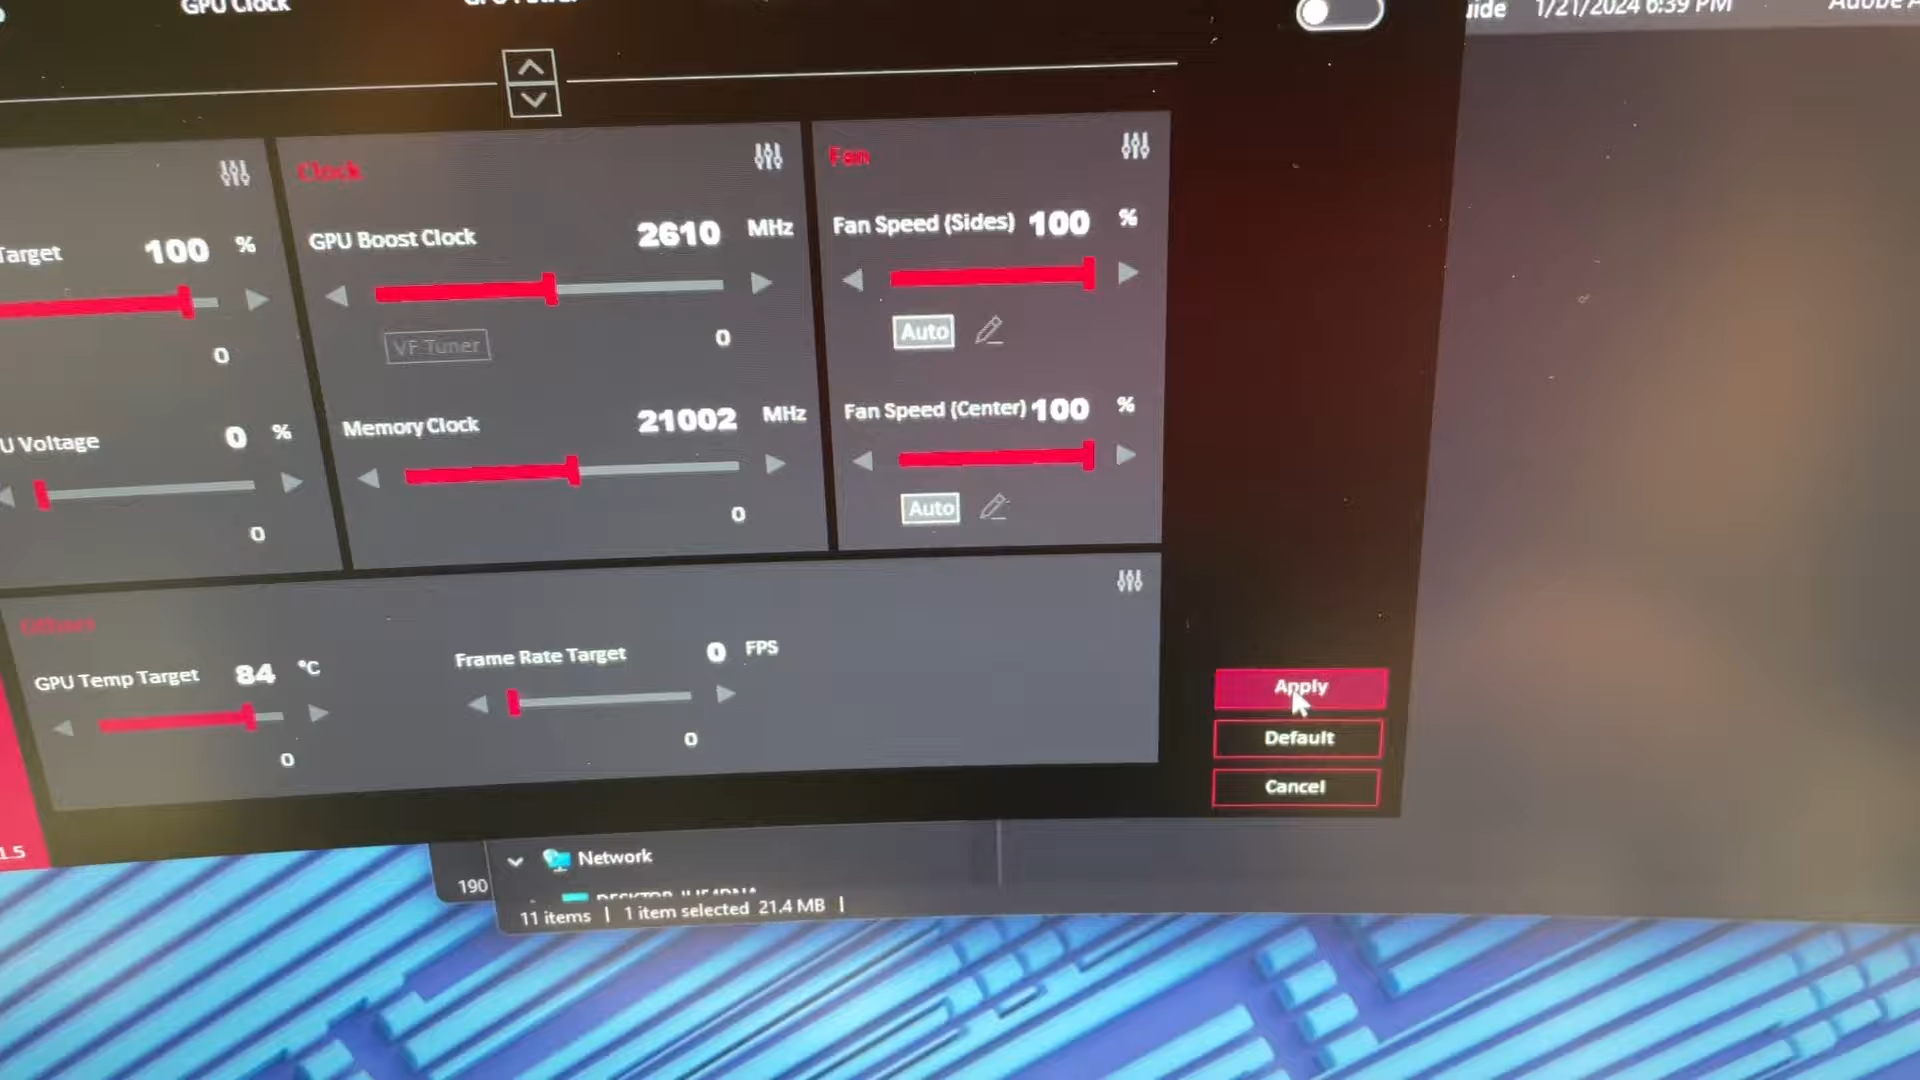 GPU Clock
1/21/2024 6:39 PM
Target 100 %
0
Voltage 0 %
0
Clock
GPU Boost Clock 2610 MHz
VF Tuner
0
Memory Clock 21002 MHz
0
Fan
Fan Speed (Sides) 100 %
Auto
Fan Speed (Center) 100 %
Auto
Others
GPU Temp Target 84 °C
0
Frame Rate Target 0 FPS
0
Apply
Default
Cancel
1.5
Network
190
11 items | 1 item selected 21.4 MB |